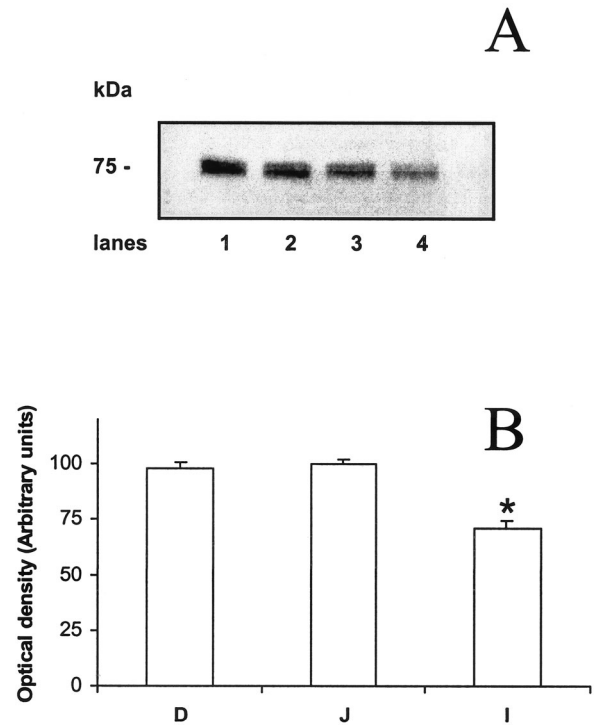 A
kDa
75 -
lanes 1 2 3 4
B
Optical density (Arbitrary units)
100
*
75
50
25
0
D J I